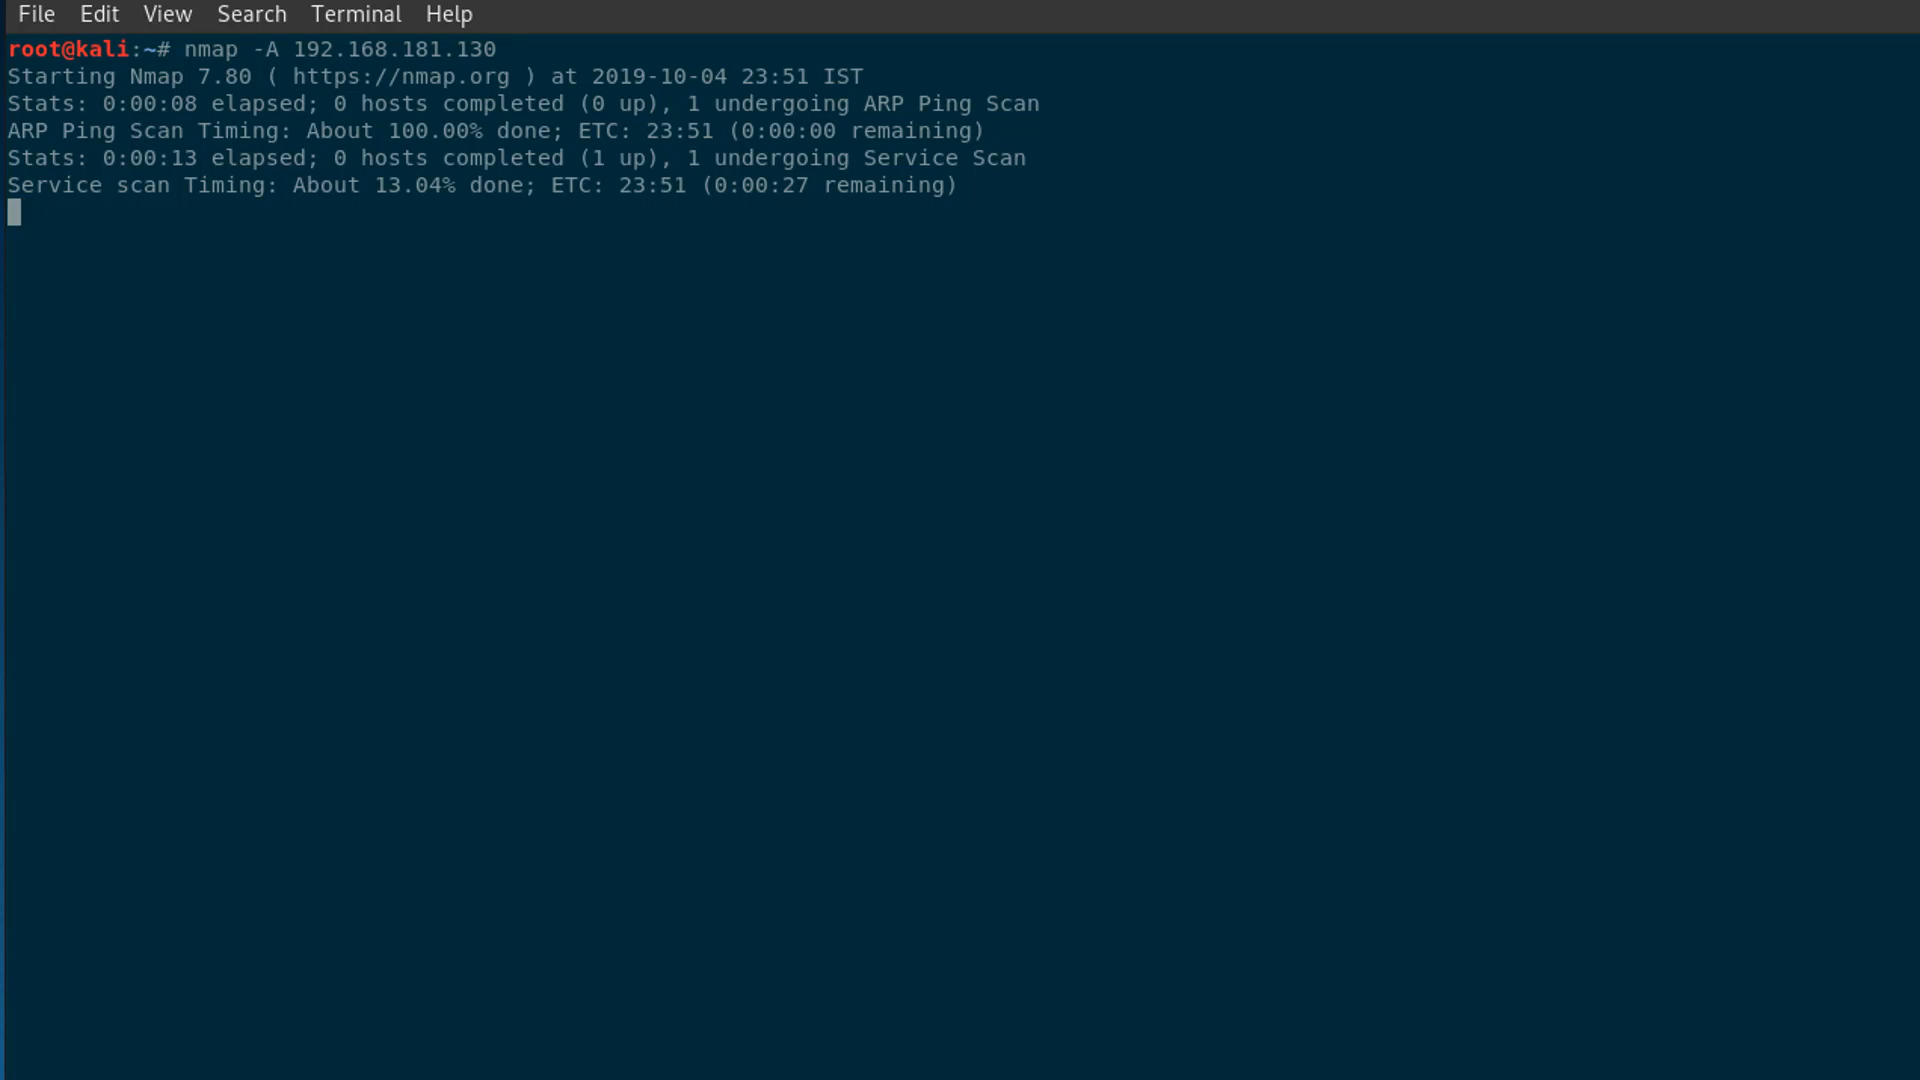 File Edit View Search Terminal Help
root@kali:~# nmap -A 192.168.181.130
Starting Nmap 7.80 ( https://nmap.org ) at 2019-10-04 23:51 IST
Stats: 0:00:08 elapsed; 0 hosts completed (0 up), 1 undergoing ARP Ping Scan
ARP Ping Scan Timing: About 100.00% done; ETC: 23:51 (0:00:00 remaining)
Stats: 0:00:13 elapsed; 0 hosts completed (1 up), 1 undergoing Service Scan
Service scan Timing: About 13.04% done; ETC: 23:51 (0:00:27 remaining)